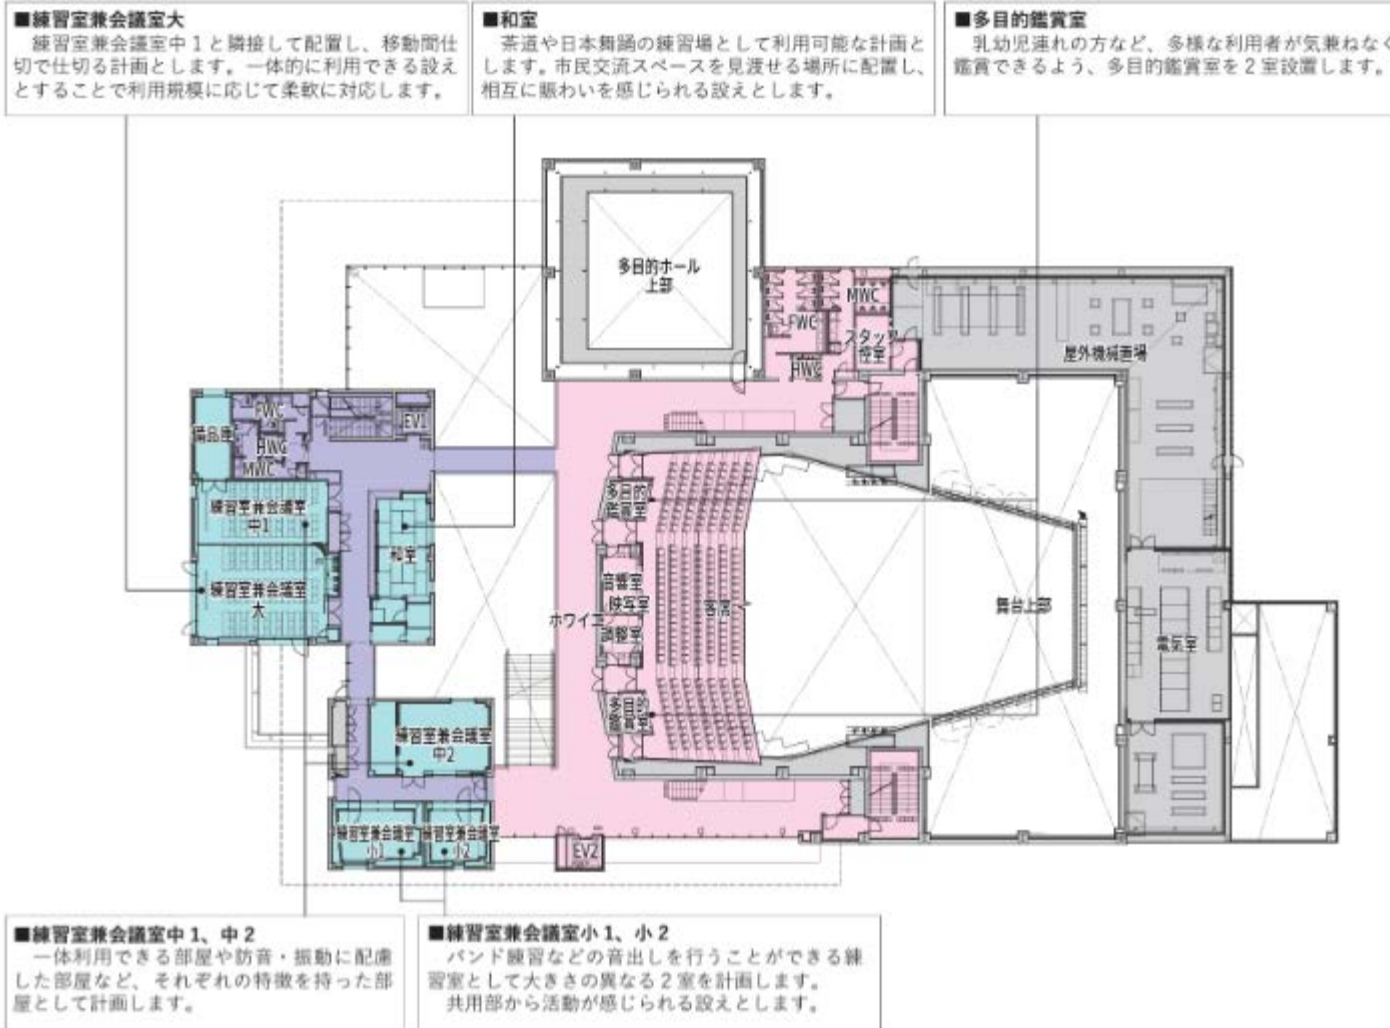 ■練習室兼会議室大
練習室兼会議室中1と隣接して配置し、移動間仕
切で仕切る計画とします。一体的に利用できる設え
とすることで利用規模に応じて柔軟に対応します。
■和室
茶道や日本舞踊の練習場として利用可能な計画と
します。市民交流スペースを見渡せる場所に配置し、
相互に賑わいを感じられる設えとします。
■多目的鑑賞室
乳幼児連れの方など、多様な利用者が気兼ねなく
鑑賞できるよう、多目的鑑賞室を2室設置します。
多目的ホール
上部
MWC
FWC
スタッフ
控室
HWC
屋外機械置場
FWC
EV1
備品庫
HWC
MWC
多目的
鑑賞室
練習室兼会議室
中1
和室
音響室
映写室
調整室
ホワイエ
客席
舞台上部
練習室兼会議室
大
電気室
多目的
鑑賞室
練習室兼会議室
中2
練習室兼会議室
小1
練習室兼会議室
小2
EV2
■練習室兼会議室中1、中2
一体利用できる部屋や防音・振動に配慮
した部屋など、それぞれの特徴を持った部
屋として計画します。
■練習室兼会議室小1、小2
バンド練習などの音出しを行うことができる練
習室として大きさの異なる2室を計画します。
共用部から活動が感じられる設えとします。